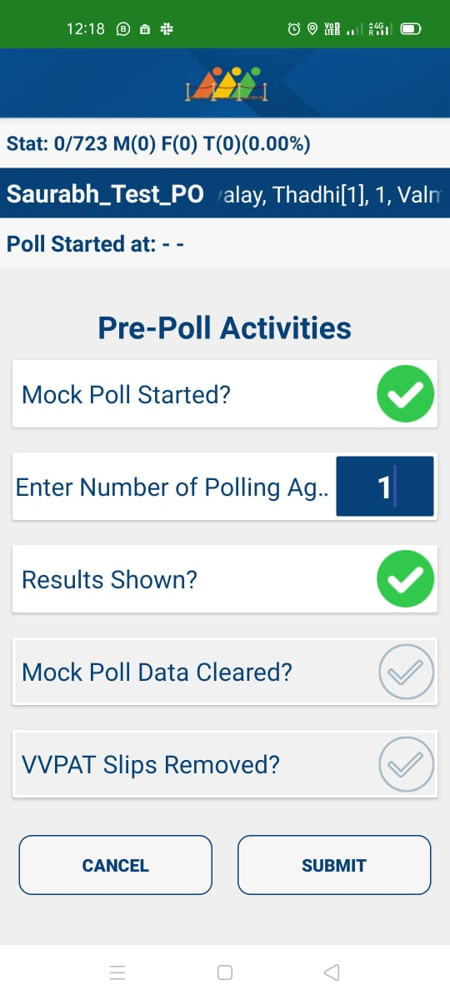 12:18
Stat: 0/723 M(0) F(0) T(0)(0.00%)
Saurabh_Test_PO alay, Thadhi[1], 1, Valm
Poll Started at: - -
Pre-Poll Activities
Mock Poll Started?
Enter Number of Polling Ag.. 1
Results Shown?
Mock Poll Data Cleared?
VVPAT Slips Removed?
CANCEL SUBMIT